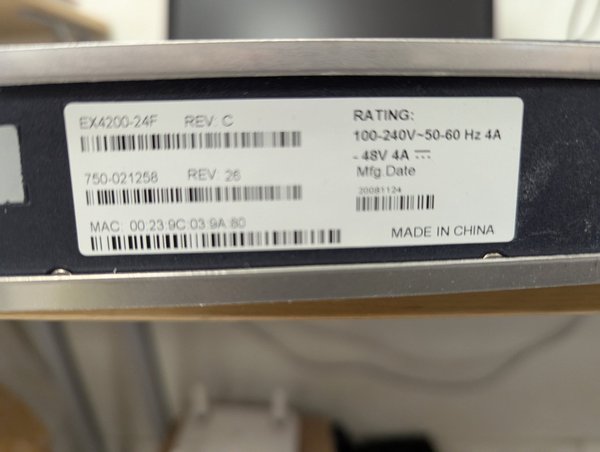 EX4200-24F REV: C
750-021258 REV: 26
MAC: 00:23:9C:03:9A:80
RATING:
100-240V~50-60 Hz 4A
- 48V 4A ⎓
Mfg.Date
20081124
MADE IN CHINA